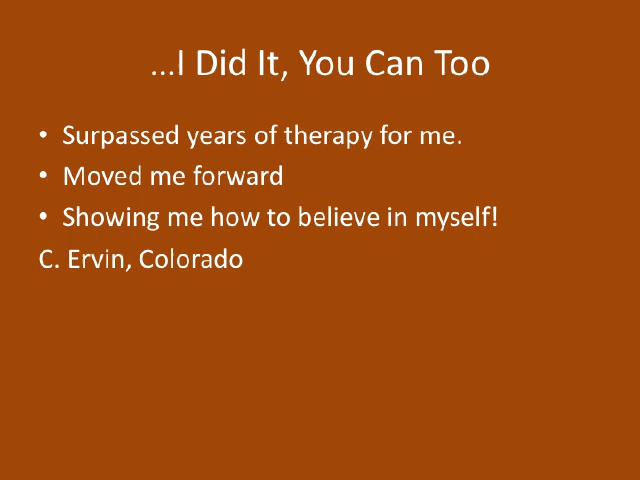 ...I Did It, You Can Too
• Surpassed years of therapy for me.
• Moved me forward
• Showing me how to believe in myself!
C. Ervin, Colorado